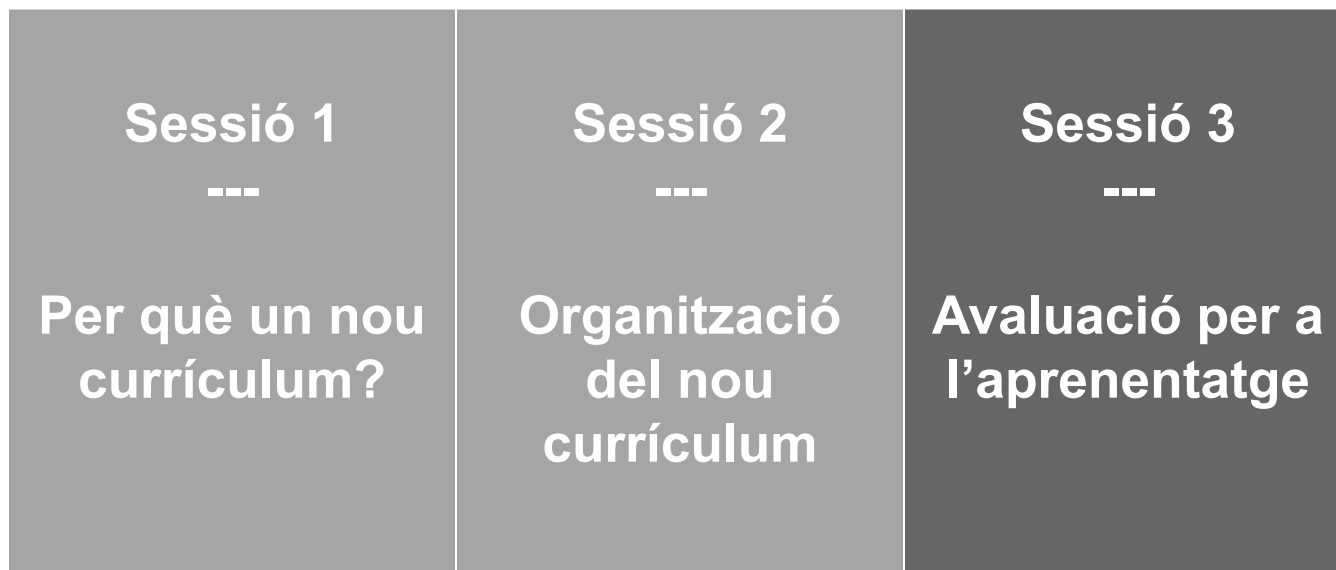 Sessió 1
---
Per què un nou
currículum?
Sessió 2
---
Organització
del nou
currículum
Sessió 3
---
Avaluació per a
l’aprenentatge